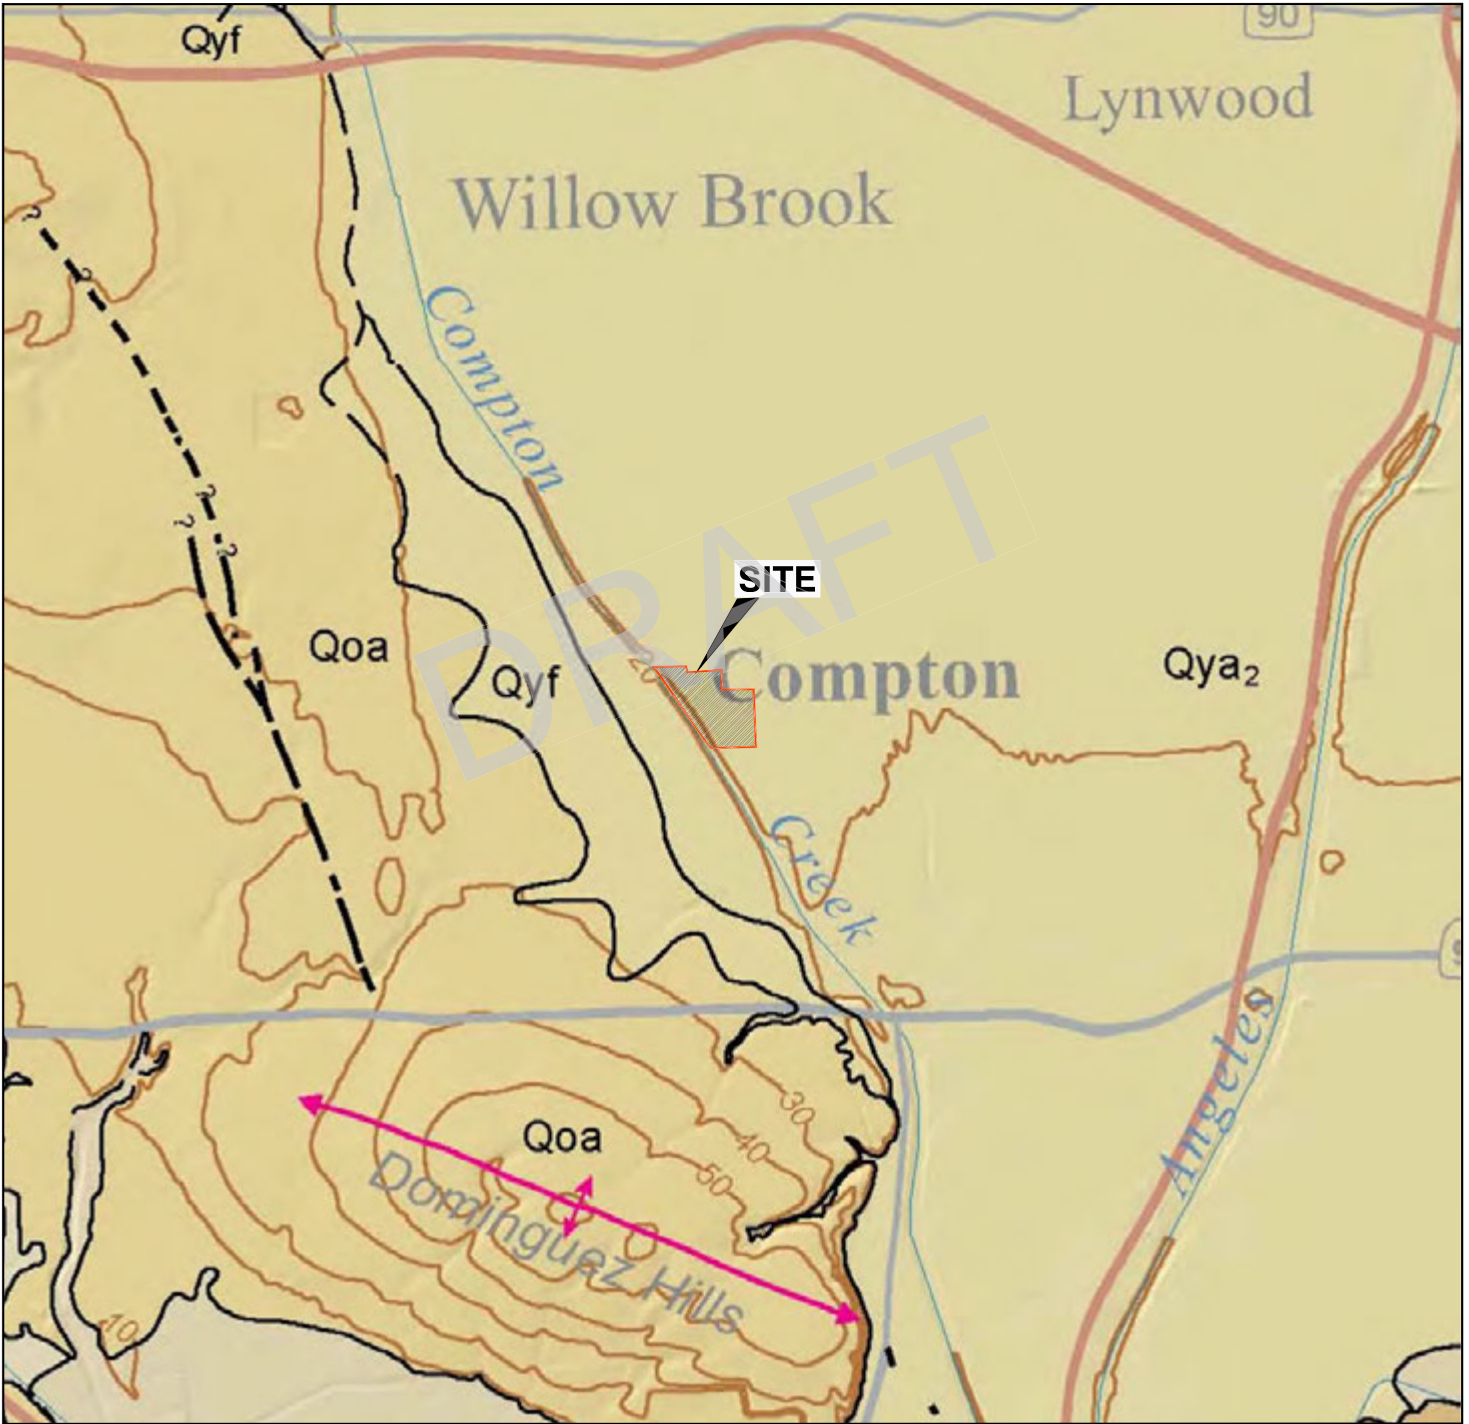 Qyf
90
Lynwood
Willow Brook
Compton
?
?
DRAFT
?
?
?
SITE
Qoa
Qyf
20
Compton
Qya2
Creek
Angeles
30
Qoa
40
50
Dominguez Hills
10